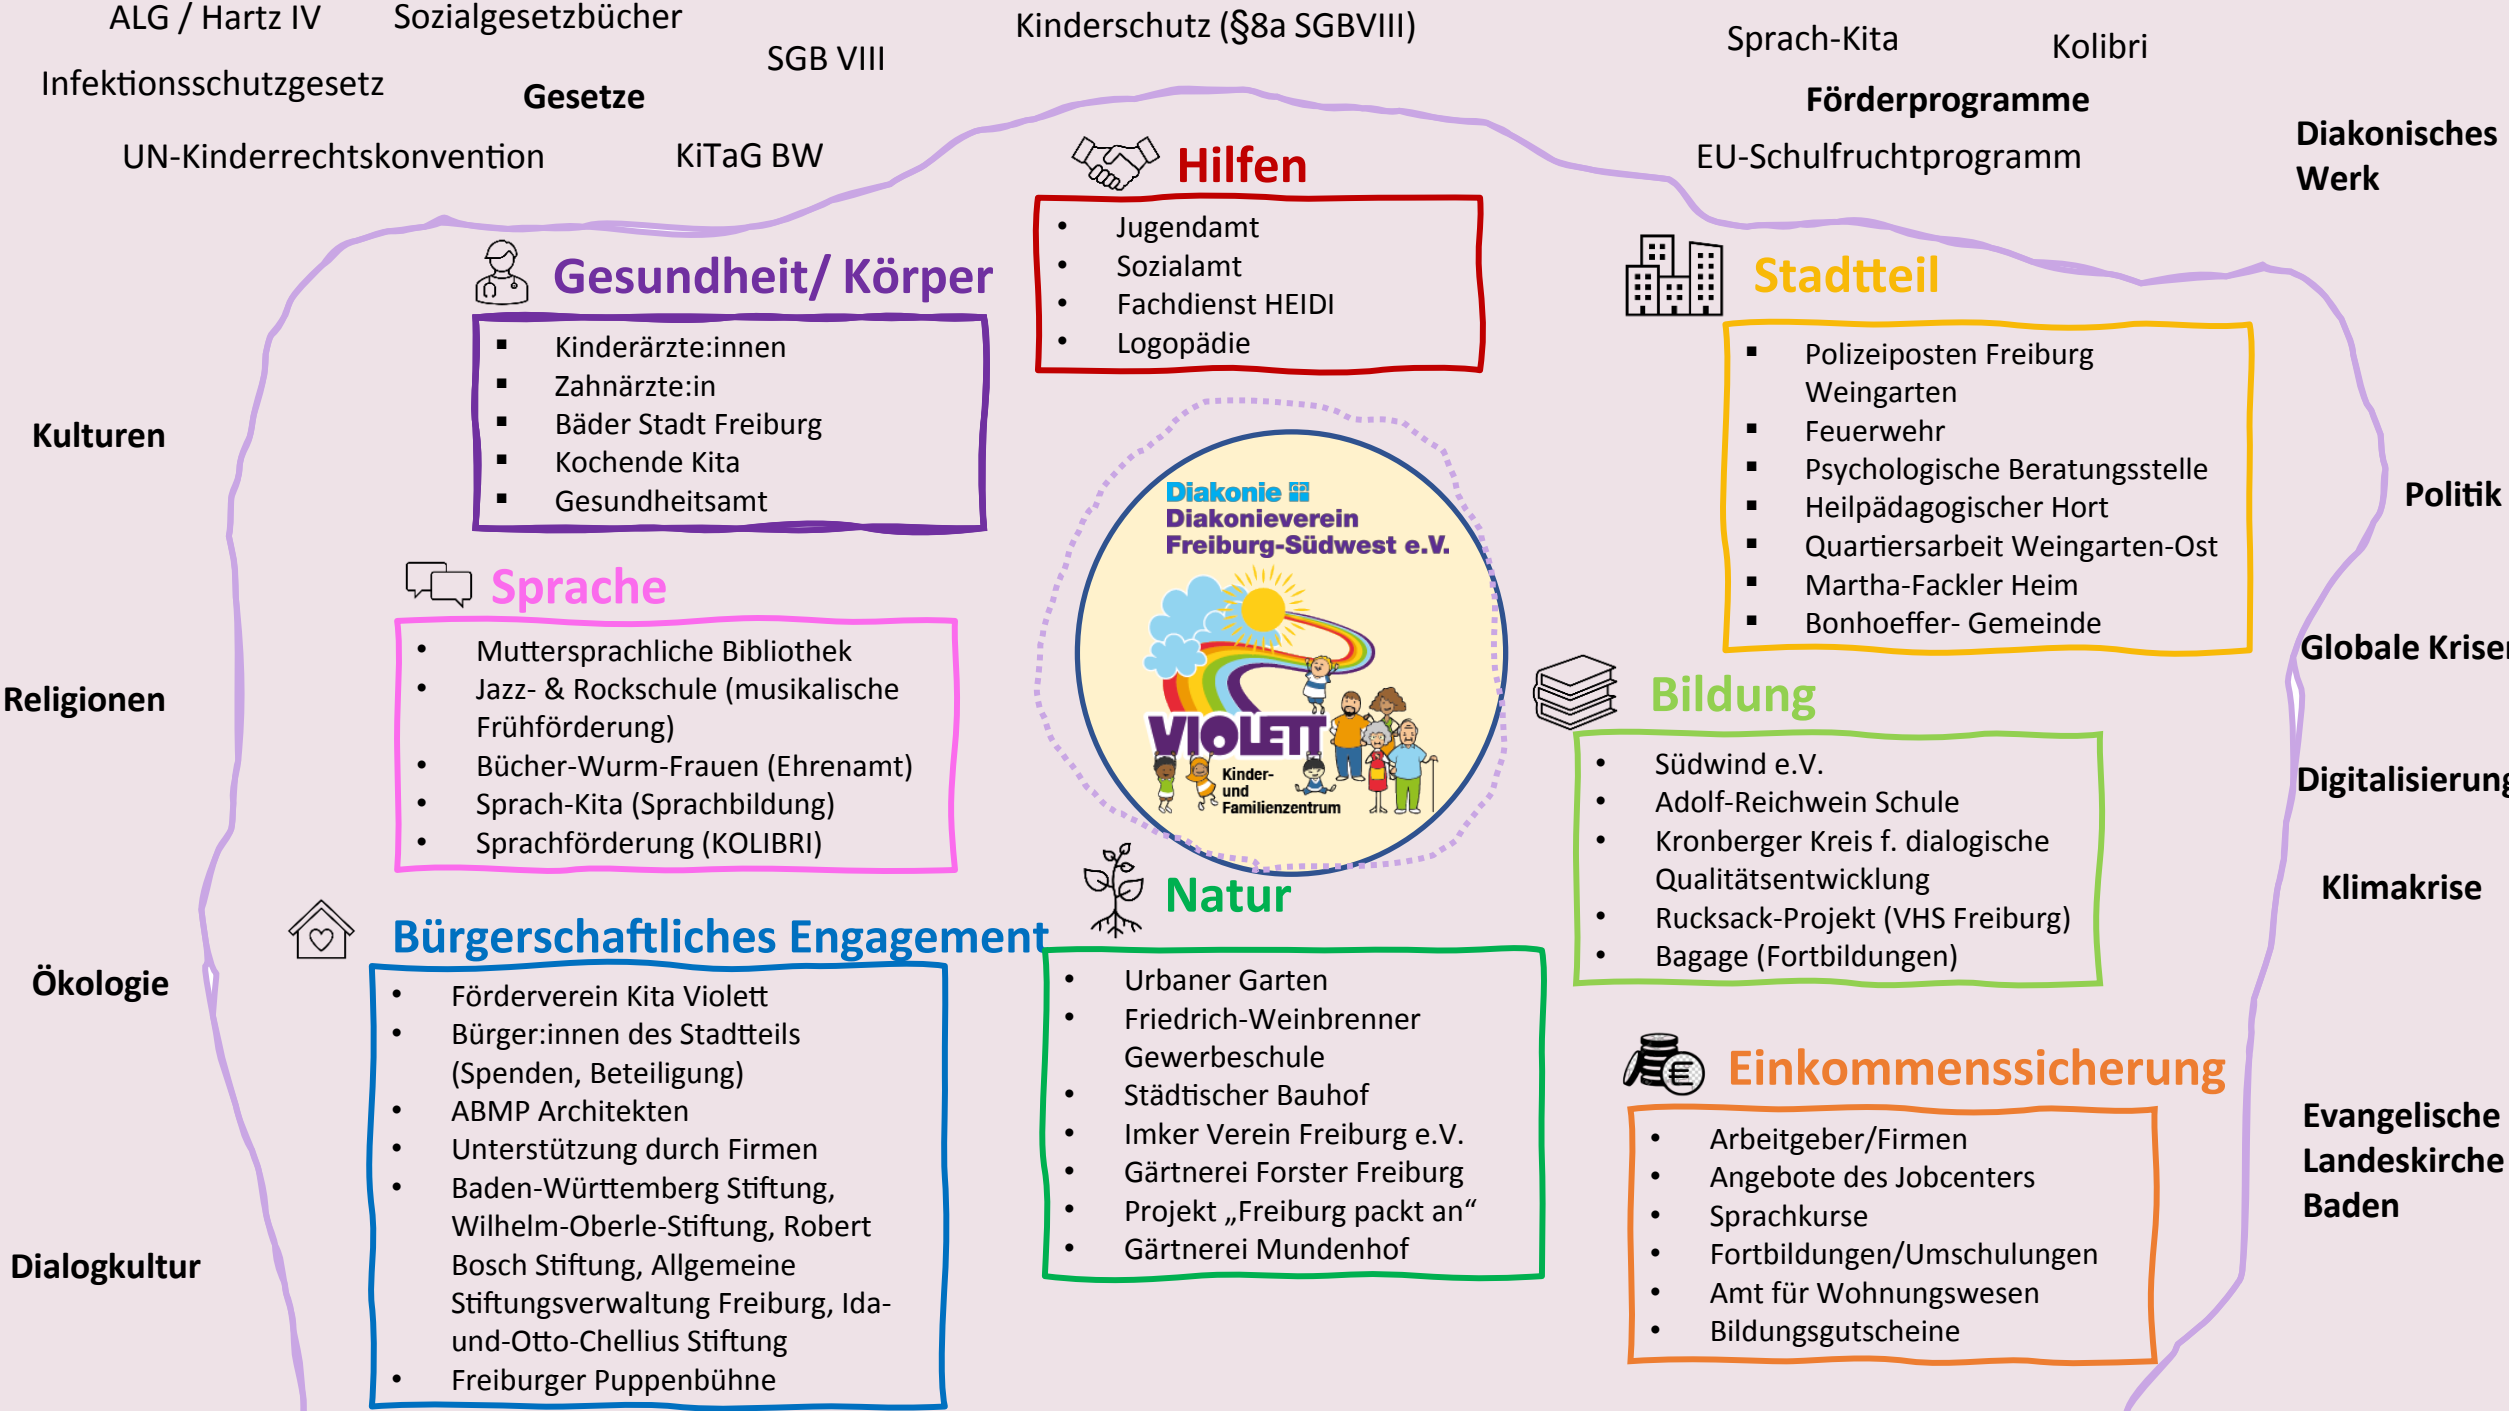 ALG / Hartz IV
Sozialgesetzbücher
SGB VIII
Kinderschutz (§8a SGBVIII)
Sprach-Kita
Kolibri
Infektionsschutzgesetz
Gesetze
Förderprogramme
UN-Kinderrechtskonvention
KiTaG BW
EU-Schulfruchtprogramm
Diakonisches
Werk
Hilfen
• Jugendamt
• Sozialamt
• Fachdienst HEIDI
• Logopädie
Gesundheit/ Körper
▪ Kinderärzte:innen
▪ Zahnärzte:in
▪ Bäder Stadt Freiburg
▪ Kochende Kita
▪ Gesundheitsamt
Stadtteil
▪ Polizeiposten Freiburg
Weingarten
▪ Feuerwehr
▪ Psychologische Beratungsstelle
▪ Heilpädagogischer Hort
▪ Quartiersarbeit Weingarten-Ost
▪ Martha-Fackler Heim
▪ Bonhoeffer- Gemeinde
Kulturen
Religionen
Ökologie
Dialogkultur
Politik
Globale Krisen
Digitalisierung
Klimakrise
Evangelische
Landeskirche
Baden
Diakonie
Diakonieverein
Freiburg-Südwest e.V.
VIOLETT
Kinder-
und
Familienzentrum
Sprache
• Muttersprachliche Bibliothek
• Jazz- & Rockschule (musikalische
Frühförderung)
• Bücher-Wurm-Frauen (Ehrenamt)
• Sprach-Kita (Sprachbildung)
• Sprachförderung (KOLIBRI)
Bildung
• Südwind e.V.
• Adolf-Reichwein Schule
• Kronberger Kreis f. dialogische
Qualitätsentwicklung
• Rucksack-Projekt (VHS Freiburg)
• Bagage (Fortbildungen)
Bürgerschaftliches Engagement
• Förderverein Kita Violett
• Bürger:innen des Stadtteils
(Spenden, Beteiligung)
• ABMP Architekten
• Unterstützung durch Firmen
• Baden-Württemberg Stiftung,
Wilhelm-Oberle-Stiftung, Robert
Bosch Stiftung, Allgemeine
Stiftungsverwaltung Freiburg, Ida-
und-Otto-Chellius Stiftung
• Freiburger Puppenbühne
Natur
• Urbaner Garten
• Friedrich-Weinbrenner
Gewerbeschule
• Städtischer Bauhof
• Imker Verein Freiburg e.V.
• Gärtnerei Forster Freiburg
• Projekt „Freiburg packt an“
• Gärtnerei Mundenhof
Einkommenssicherung
• Arbeitgeber/Firmen
• Angebote des Jobcenters
• Sprachkurse
• Fortbildungen/Umschulungen
• Amt für Wohnungswesen
• Bildungsgutscheine